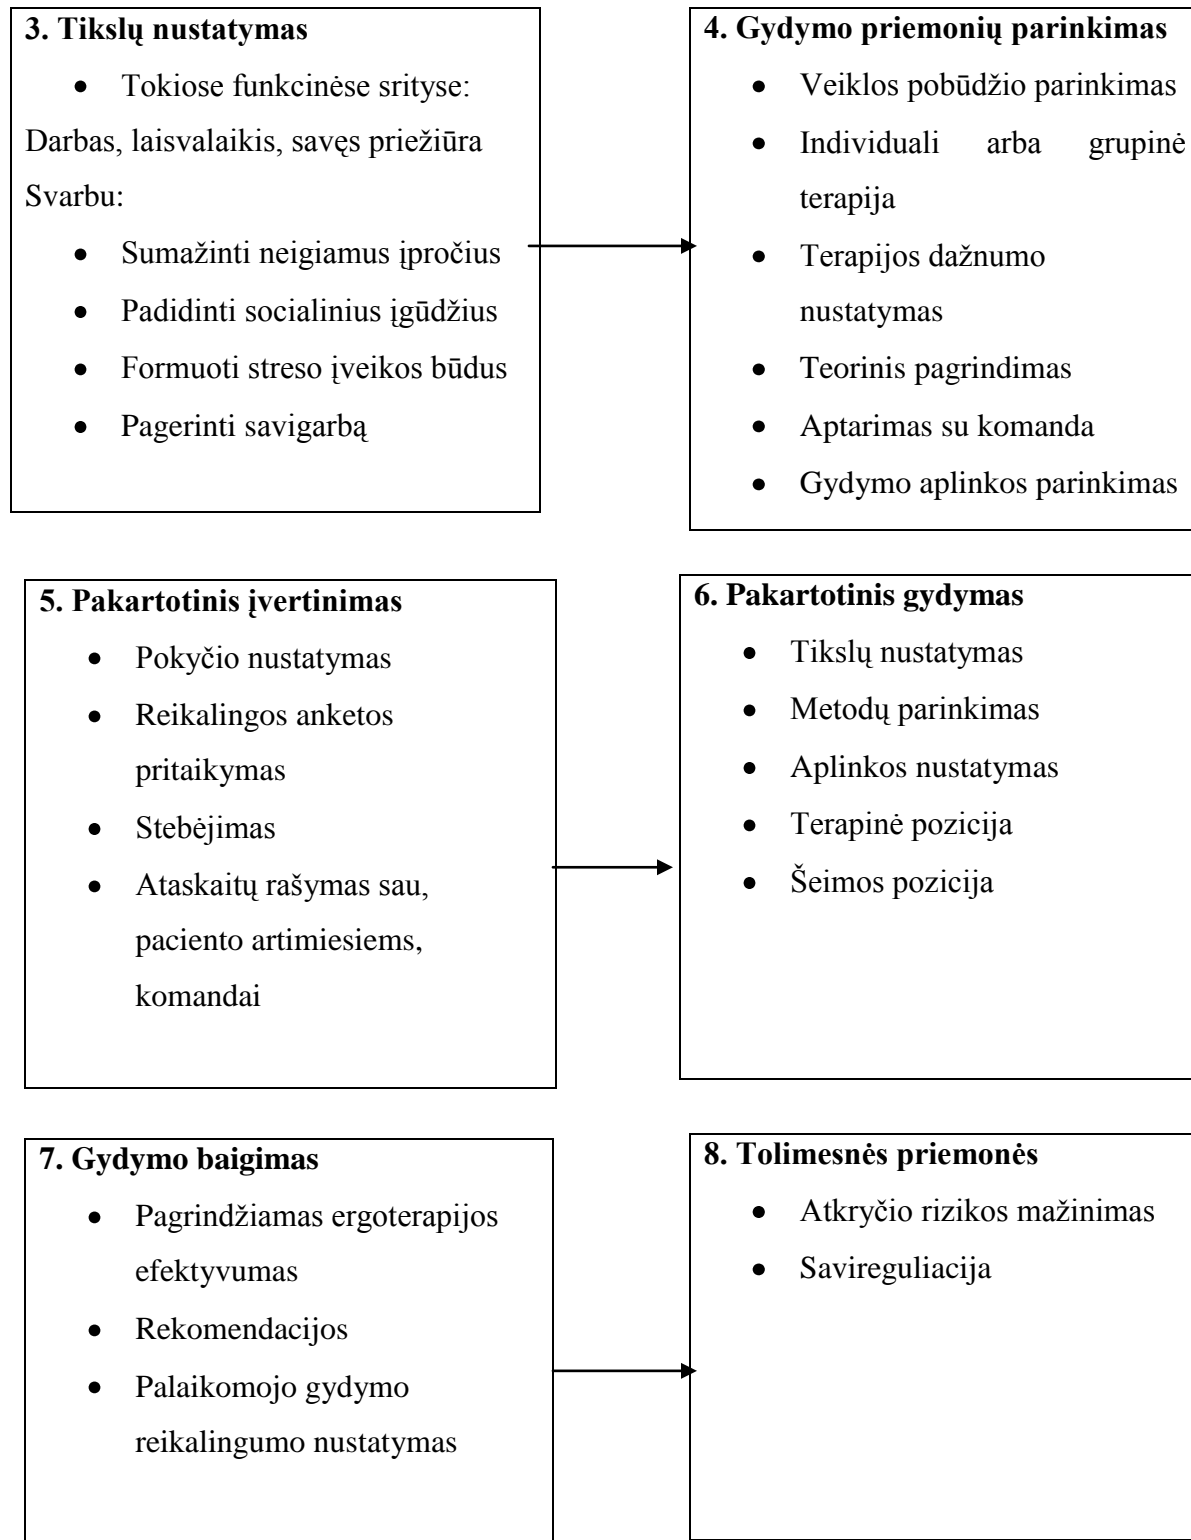 3. Tikslų nustatymas
• Tokiose funkcinėse srityse:
Darbas, laisvalaikis, savęs priežiūra
Svarbu:
• Sumažinti neigiamus įpročius
• Padidinti socialinius įgūdžius
• Formuoti streso įveikos būdus
• Pagerinti savigarbą
4. Gydymo priemonių parinkimas
• Veiklos pobūdžio parinkimas
• Individuali arba grupinė
terapija
• Terapijos dažnumo
nustatymas
• Teorinis pagrindimas
• Aptarimas su komanda
• Gydymo aplinkos parinkimas
5. Pakartotinis įvertinimas
• Pokyčio nustatymas
• Reikalingos anketos
pritaikymas
• Stebėjimas
• Ataskaitų rašymas sau,
paciento artimiesiems,
komandai
6. Pakartotinis gydymas
• Tikslų nustatymas
• Metodų parinkimas
• Aplinkos nustatymas
• Terapinė pozicija
• Šeimos pozicija
7. Gydymo baigimas
• Pagrindžiamas ergoterapijos
efektyvumas
• Rekomendacijos
• Palaikomojo gydymo
reikalingumo nustatymas
8. Tolimesnės priemonės
• Atkryčio rizikos mažinimas
• Savireguliacija